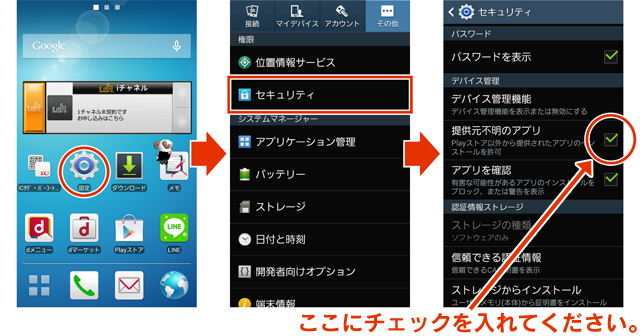 Google
iチャネル
iチャネル未契約です
お申し込みはこちら
設定
ダウンロード
メモ
dメニュー
dマーケット
Playストア
LINE
接続
マイデバイス
アカウント
その他
権限
位置情報サービス
セキュリティ
システムマネージャー
アプリケーション管理
バッテリー
ストレージ
日付と時刻
開発者向けオプション
端末情報
セキュリティ
パスワード
パスワードを表示
デバイス管理
デバイス管理機能
デバイス管理機能を表示または無効にする
提供元不明のアプリ
Playストア以外から提供されたアプリのイン
ストールを許可
アプリを確認
有害な可能性があるアプリのインストールを
ブロック、または警告を表示
認証情報ストレージ
ストレージの種類
ソフトウェアのみ
信頼できる認証情報
信頼できるCA証明書を表示
ストレージからインストール
ユーザメモリ(本体)から証明書をインストール
ここにチェックを入れてください。